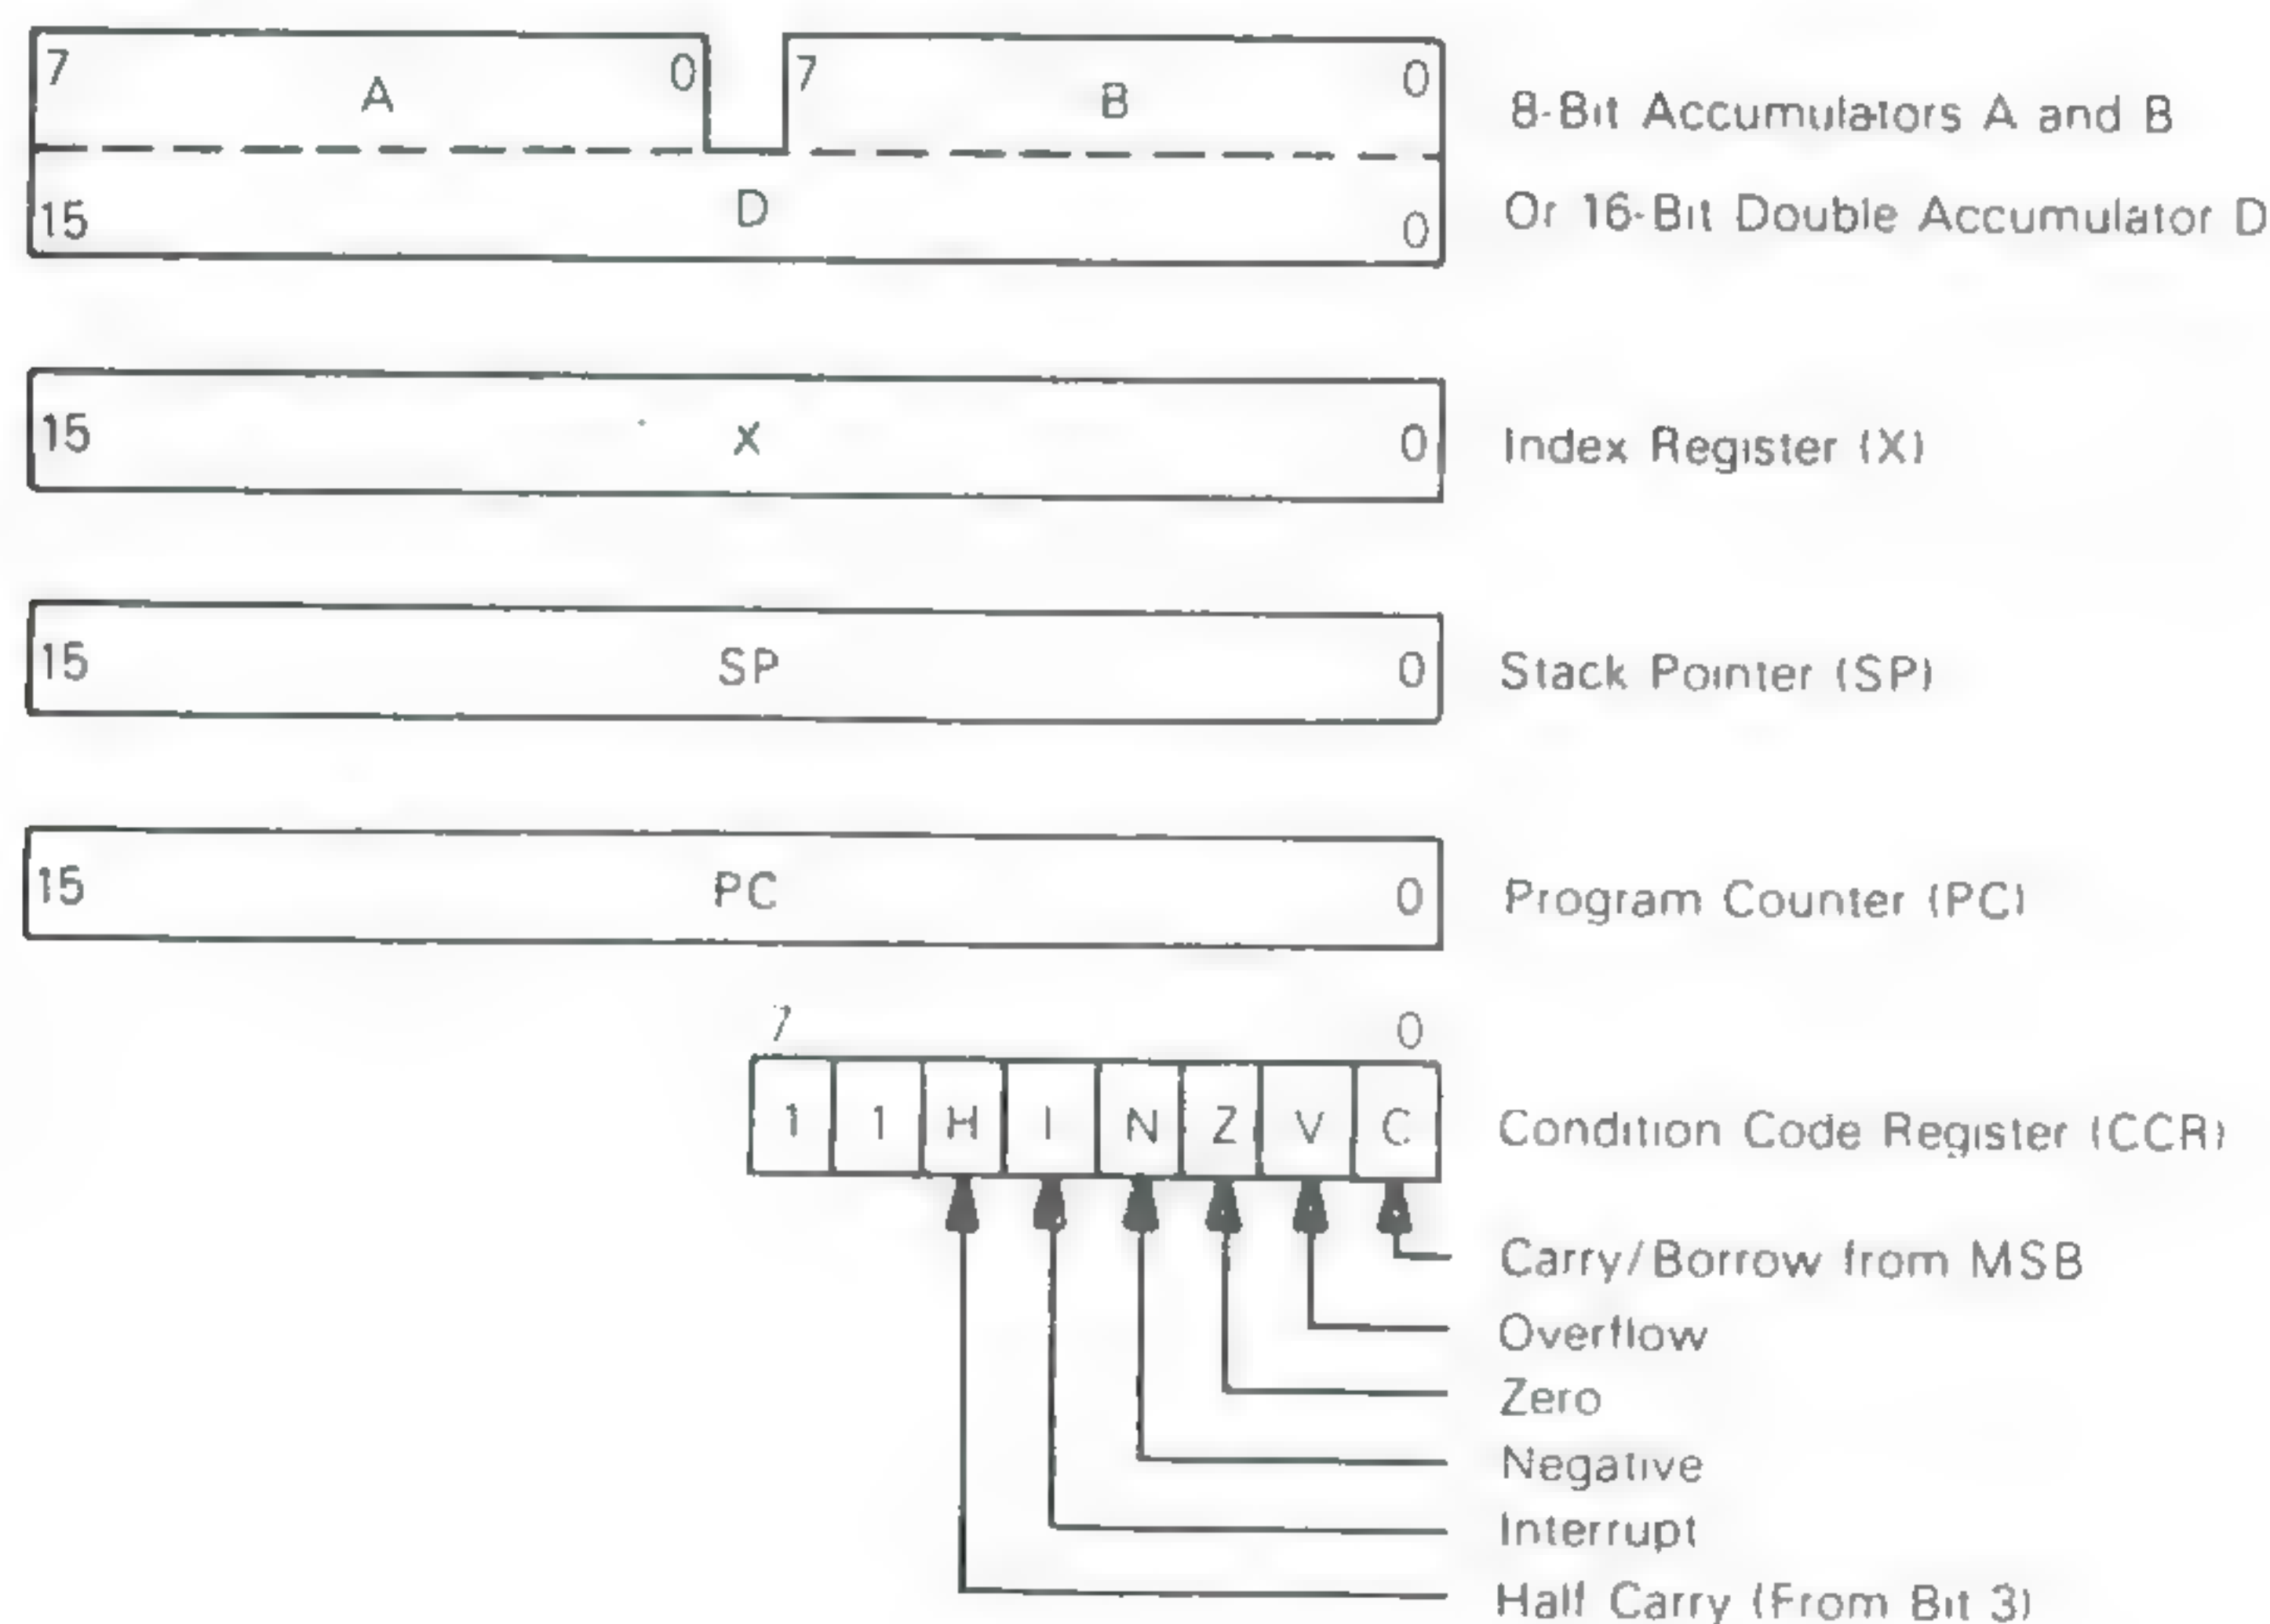 7 A 0 7 B 0 8-Bit Accumulators A and B
15 D 0 Or 16-Bit Double Accumulator D
15 X 0 Index Register (X)
15 SP 0 Stack Pointer (SP)
15 PC 0 Program Counter (PC)
7 0
1 1 H I N Z V C Condition Code Register (CCR)
Carry/Borrow from MSB
Overflow
Zero
Negative
Interrupt
Half Carry (From Bit 3)